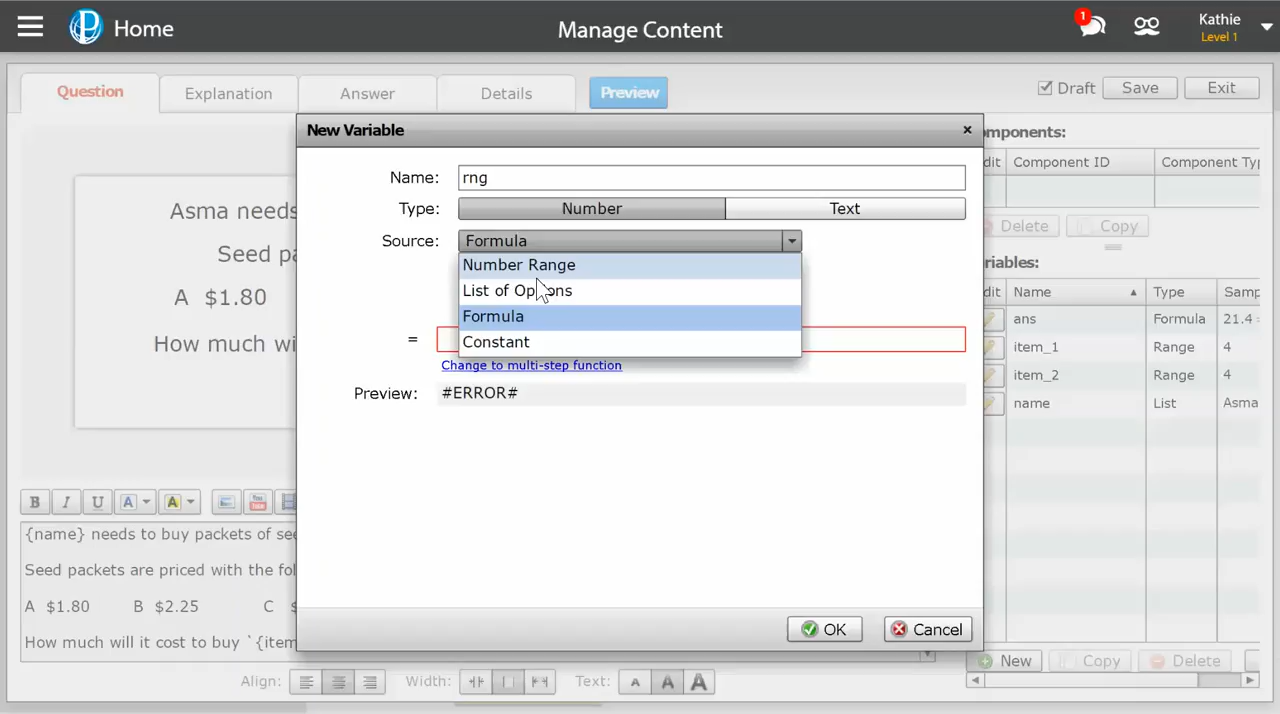 Home
Manage Content
1
Kathie
Level 1
Question
Explanation
Answer
Details
Preview
Draft
Save
Exit
New Variable
×
Name:
rng
Type:
Number
Text
Source:
Formula
Number Range
List of Options
Formula
Constant
=
Change to multi-step function
Preview:
#ERROR#
OK
Cancel
Asma needs
Seed pa
A $1.80
How much wi
B I U A A
You Tube
{name} needs to buy packets of see
Seed packets are priced with the fol
A $1.80 B $2.25 C $
How much will it cost to buy `{item
Align:
Width:
Text:
A A A
omponents:
dit Component ID Component Typ
Delete
Copy
riables:
dit Name Type Samp
ans Formula 21.4 :
item_1 Range 4
item_2 Range 4
name List Asma
New
Copy
Delete